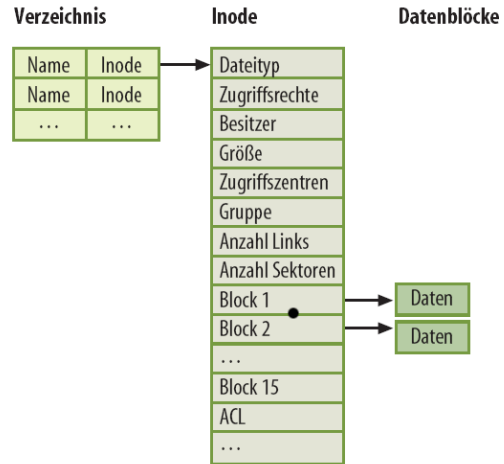 Verzeichnis
Name Inode
Name Inode
... ...
Inode
Dateityp
Zugriffsrechte
Besitzer
Größe
Zugriffszentren
Gruppe
Anzahl Links
Anzahl Sektoren
Block 1
Block 2
...
Block 15
ACL
...
Datenblöcke
Daten
Daten